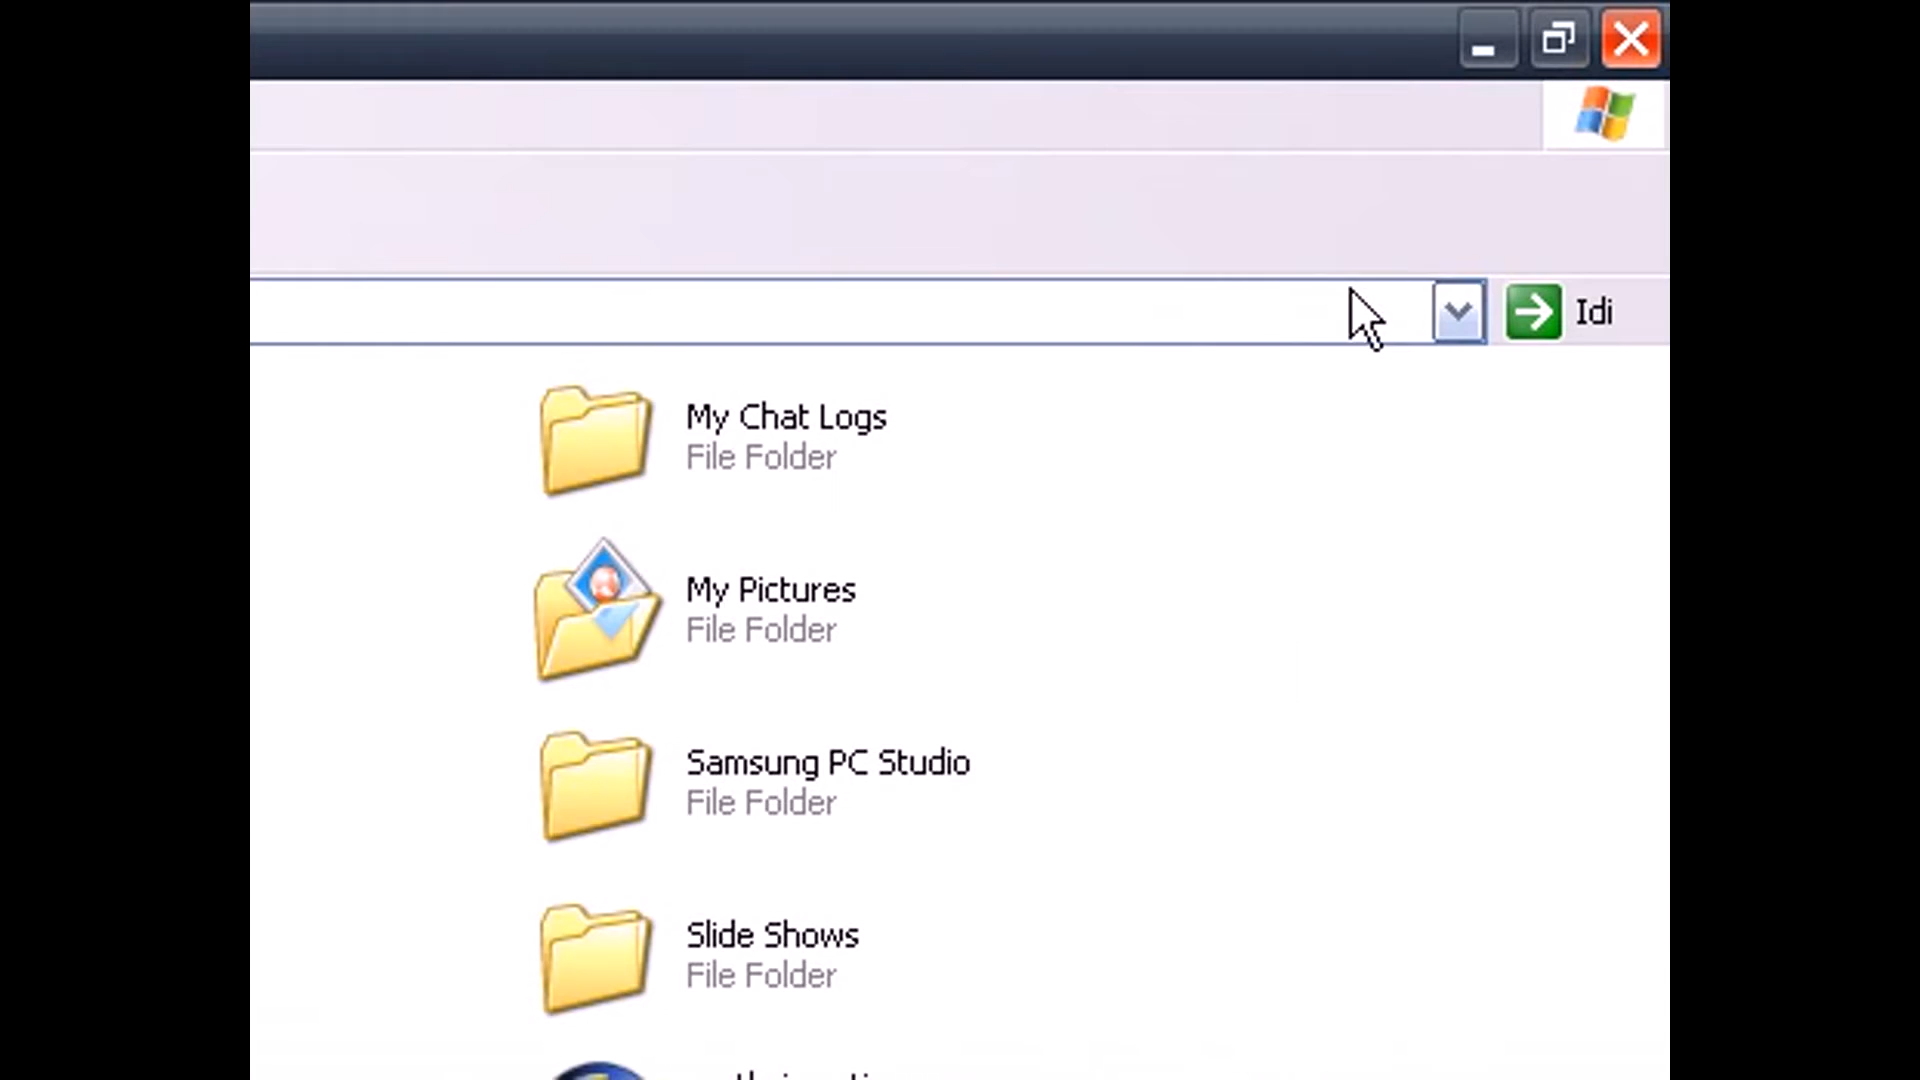 Idi
My Chat Logs
File Folder
My Pictures
File Folder
Samsung PC Studio
File Folder
Slide Shows
File Folder